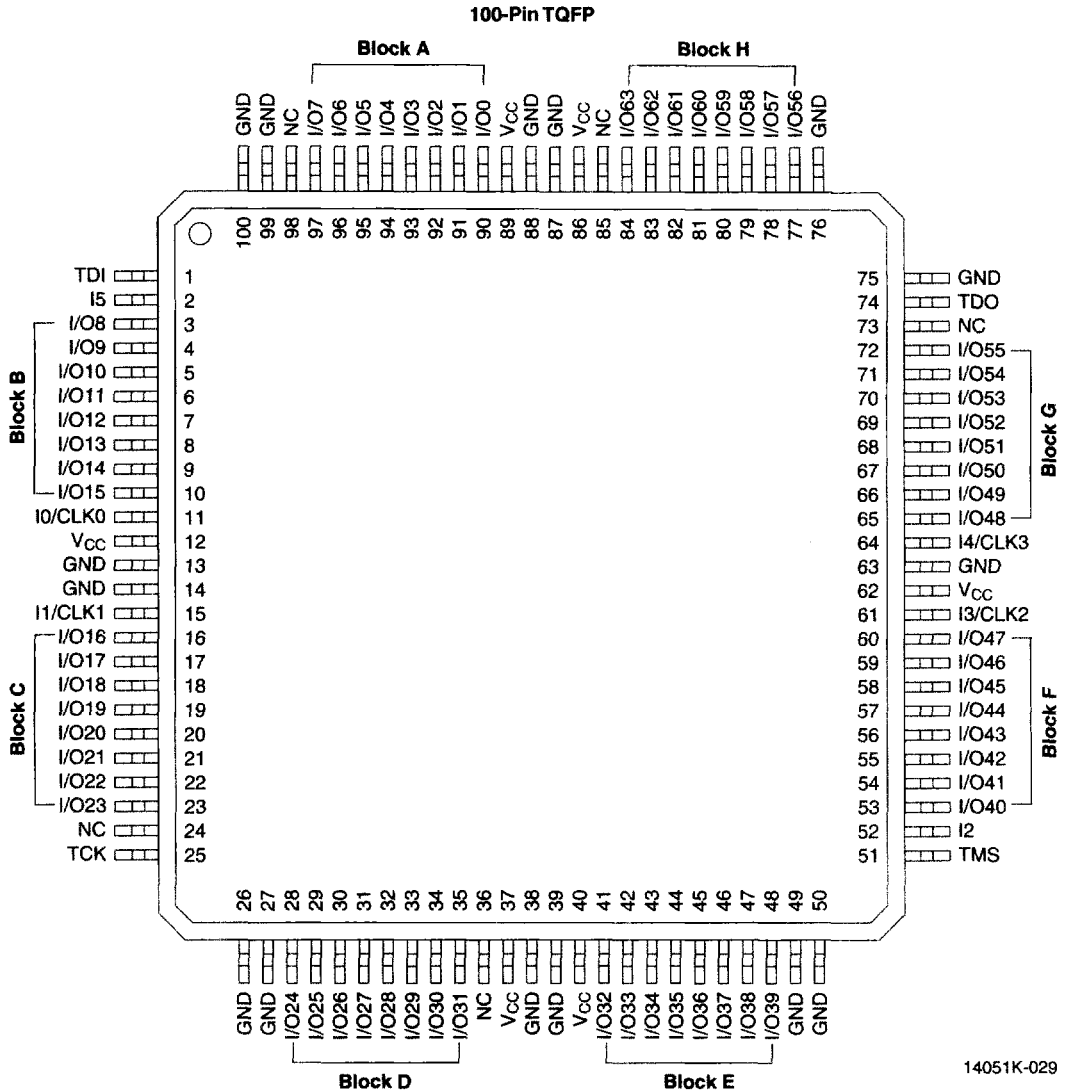 100-Pin TQFP
Block A
Block H
GND
GND
NC
I/O7
I/O6
I/O5
I/O4
I/O3
I/O2
I/O1
I/O0
VCC
GND
GND
VCC
NC
I/O63
I/O62
I/O61
I/O60
I/O59
I/O58
I/O57
I/O56
GND
100
99
98
97
96
95
94
93
92
91
90
89
88
87
86
85
84
83
82
81
80
79
78
77
76
TDI 1
I5 2
I/O8 3
I/O9 4
I/O10 5
I/O11 6
I/O12 7
I/O13 8
I/O14 9
I/O15 10
Block B
I0/CLK0 11
VCC 12
GND 13
GND 14
I1/CLK1 15
I/O16 16
I/O17 17
I/O18 18
I/O19 19
I/O20 20
I/O21 21
I/O22 22
I/O23 23
Block C
NC 24
TCK 25
75 GND
74 TDO
73 NC
72 I/O55
71 I/O54
70 I/O53
69 I/O52
68 I/O51
67 I/O50
66 I/O49
65 I/O48
Block G
64 I4/CLK3
63 GND
62 VCC
61 I3/CLK2
60 I/O47
59 I/O46
58 I/O45
57 I/O44
56 I/O43
55 I/O42
54 I/O41
53 I/O40
Block F
52 I2
51 TMS
26
27
28
29
30
31
32
33
34
35
36
37
38
39
40
41
42
43
44
45
46
47
48
49
50
GND
GND
I/O24
I/O25
I/O26
I/O27
I/O28
I/O29
I/O30
I/O31
NC
VCC
GND
GND
VCC
I/O32
I/O33
I/O34
I/O35
I/O36
I/O37
I/O38
I/O39
GND
GND
Block D
Block E
14051K-029